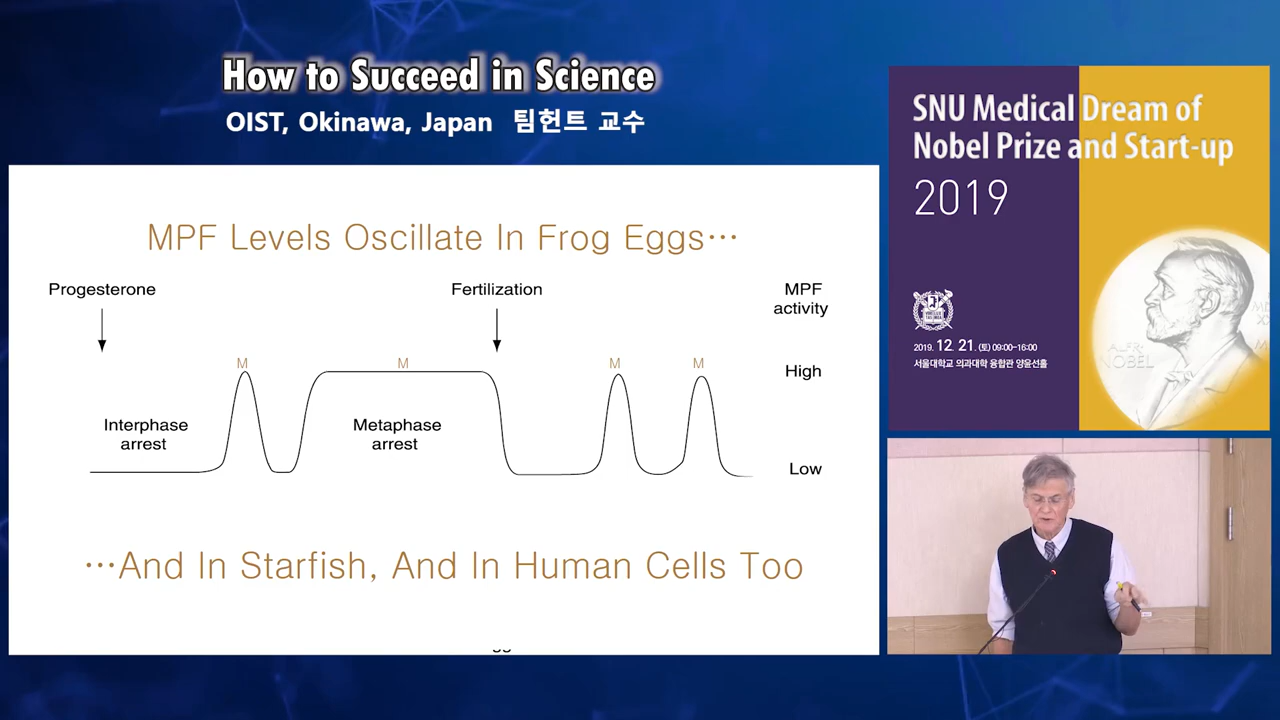 How to Succeed in Science
OIST, Okinawa, Japan 팀헌트 교수
MPF Levels Oscillate In Frog Eggs…
Progesterone
Fertilization
MPF
activity
M
M
M
M
High
Interphase
arrest
Metaphase
arrest
Low
…And In Starfish, And In Human Cells Too
SNU Medical Dream of
Nobel Prize and Start-up
2019
2019. 12. 21. (토) 09:00~16:00
서울대학교 의과대학 융합관 양윤선홀
ALFR.
NOBEL